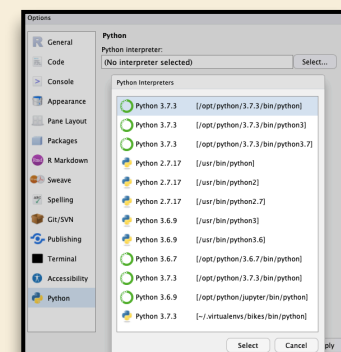 Options
General
Code
Console
Appearance
Pane Layout
Packages
R Markdown
Sweave
Spelling
Git/SVN
Publishing
Terminal
Accessibility
Python
Python
Python interpreter:
(No interpreter selected) Select...
Python Interpreters
Python 3.7.3 [/opt/python/3.7.3/bin/python]
Python 3.7.3 [/opt/python/3.7.3/bin/python3]
Python 3.7.3 [/opt/python/3.7.3/bin/python3.7]
Python 2.7.17 [/usr/bin/python]
Python 2.7.17 [/usr/bin/python2]
Python 2.7.17 [/usr/bin/python2.7]
Python 3.6.9 [/usr/bin/python3]
Python 3.6.9 [/usr/bin/python3.6]
Python 3.6.7 [/opt/python/3.6.7/bin/python]
Python 3.7.3 [/opt/python/3.7.3/bin/python]
Python 3.6.9 [/opt/python/jupyter/bin/python]
Python 3.7.3 [~/.virtualenvs/bikes/bin/python]
Select Cancel ply